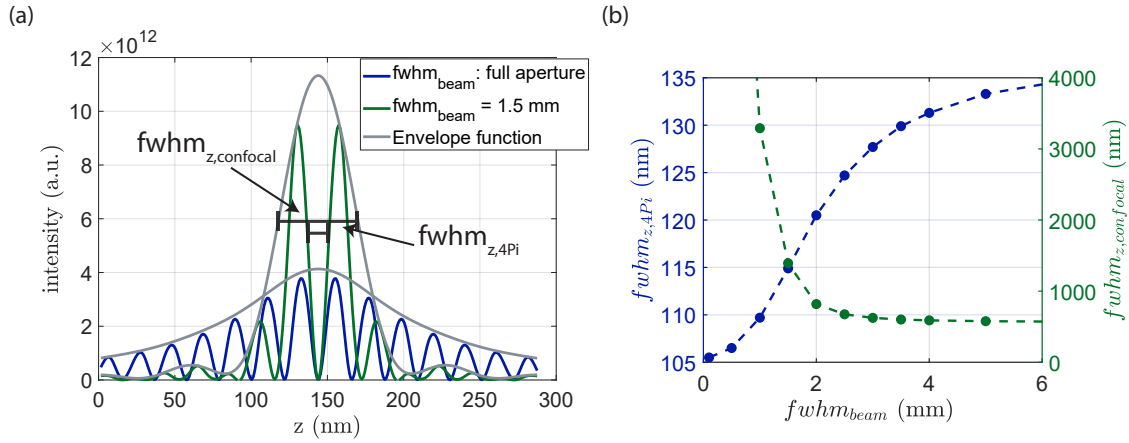 (a)
×10¹²
12
10
8
6
4
2
0
intensity (a.u.)
0 50 100 150 200 250 300
z (nm)
fwhm_beam: full aperture
fwhm_beam = 1.5 mm
Envelope function
fwhm_z,confocal
fwhm_z,4Pi
(b)
135
130
125
120
115
110
105
fwhm_z,4Pi (nm)
0 2 4 6
fwhm_beam (mm)
4000
3000
2000
1000
0
fwhm_z,confocal (nm)